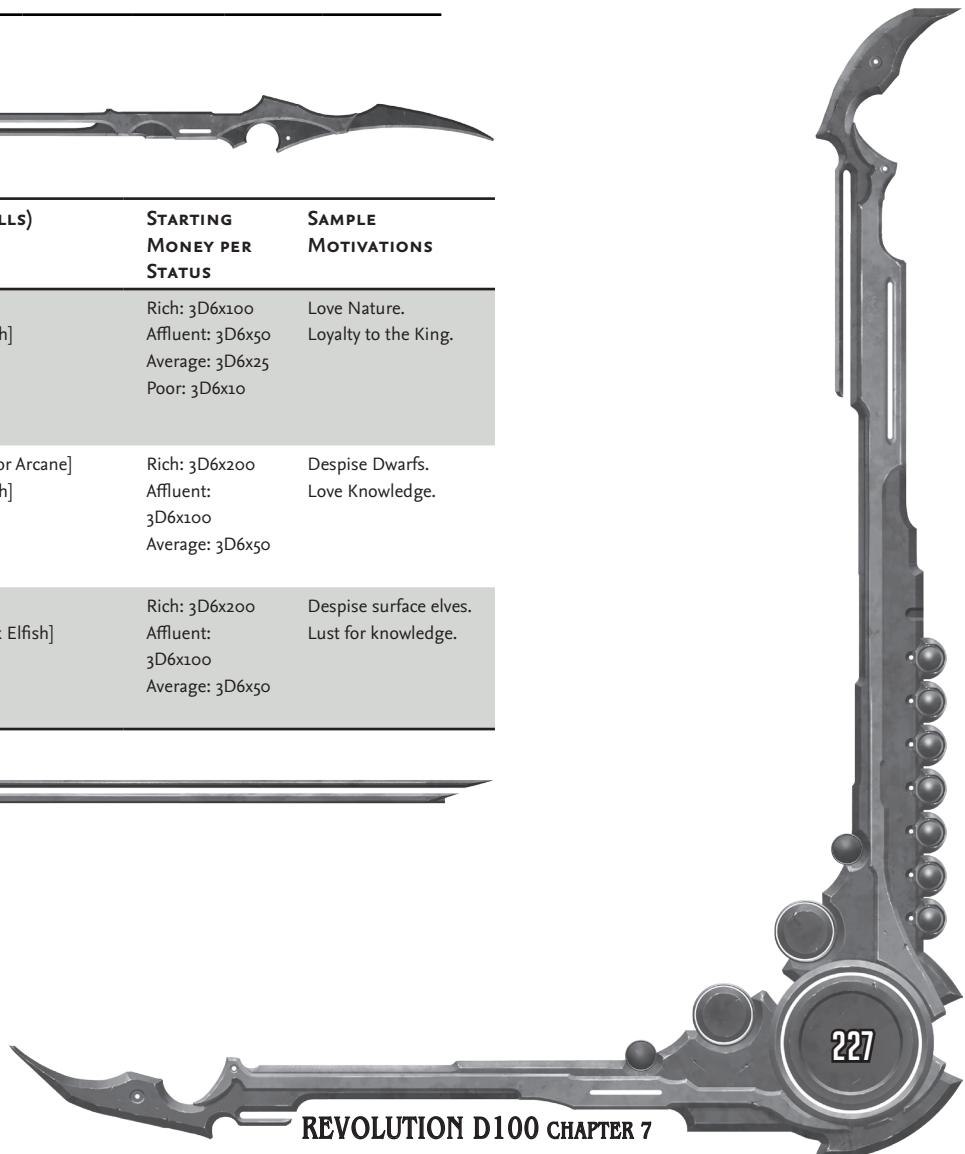 LLS)
STARTING
MONEY PER
STATUS
SAMPLE
MOTIVATIONS
h]
Rich: 3D6x100
Affluent: 3D6x50
Average: 3D6x25
Poor: 3D6x10
Love Nature.
Loyalty to the King.
or Arcane]
h]
Rich: 3D6x200
Affluent:
3D6x100
Average: 3D6x50
Despise Dwarfs.
Love Knowledge.
Elfish]
Rich: 3D6x200
Affluent:
3D6x100
Average: 3D6x50
Despise surface elves.
Lust for knowledge.
227
REVOLUTION D100 CHAPTER 7